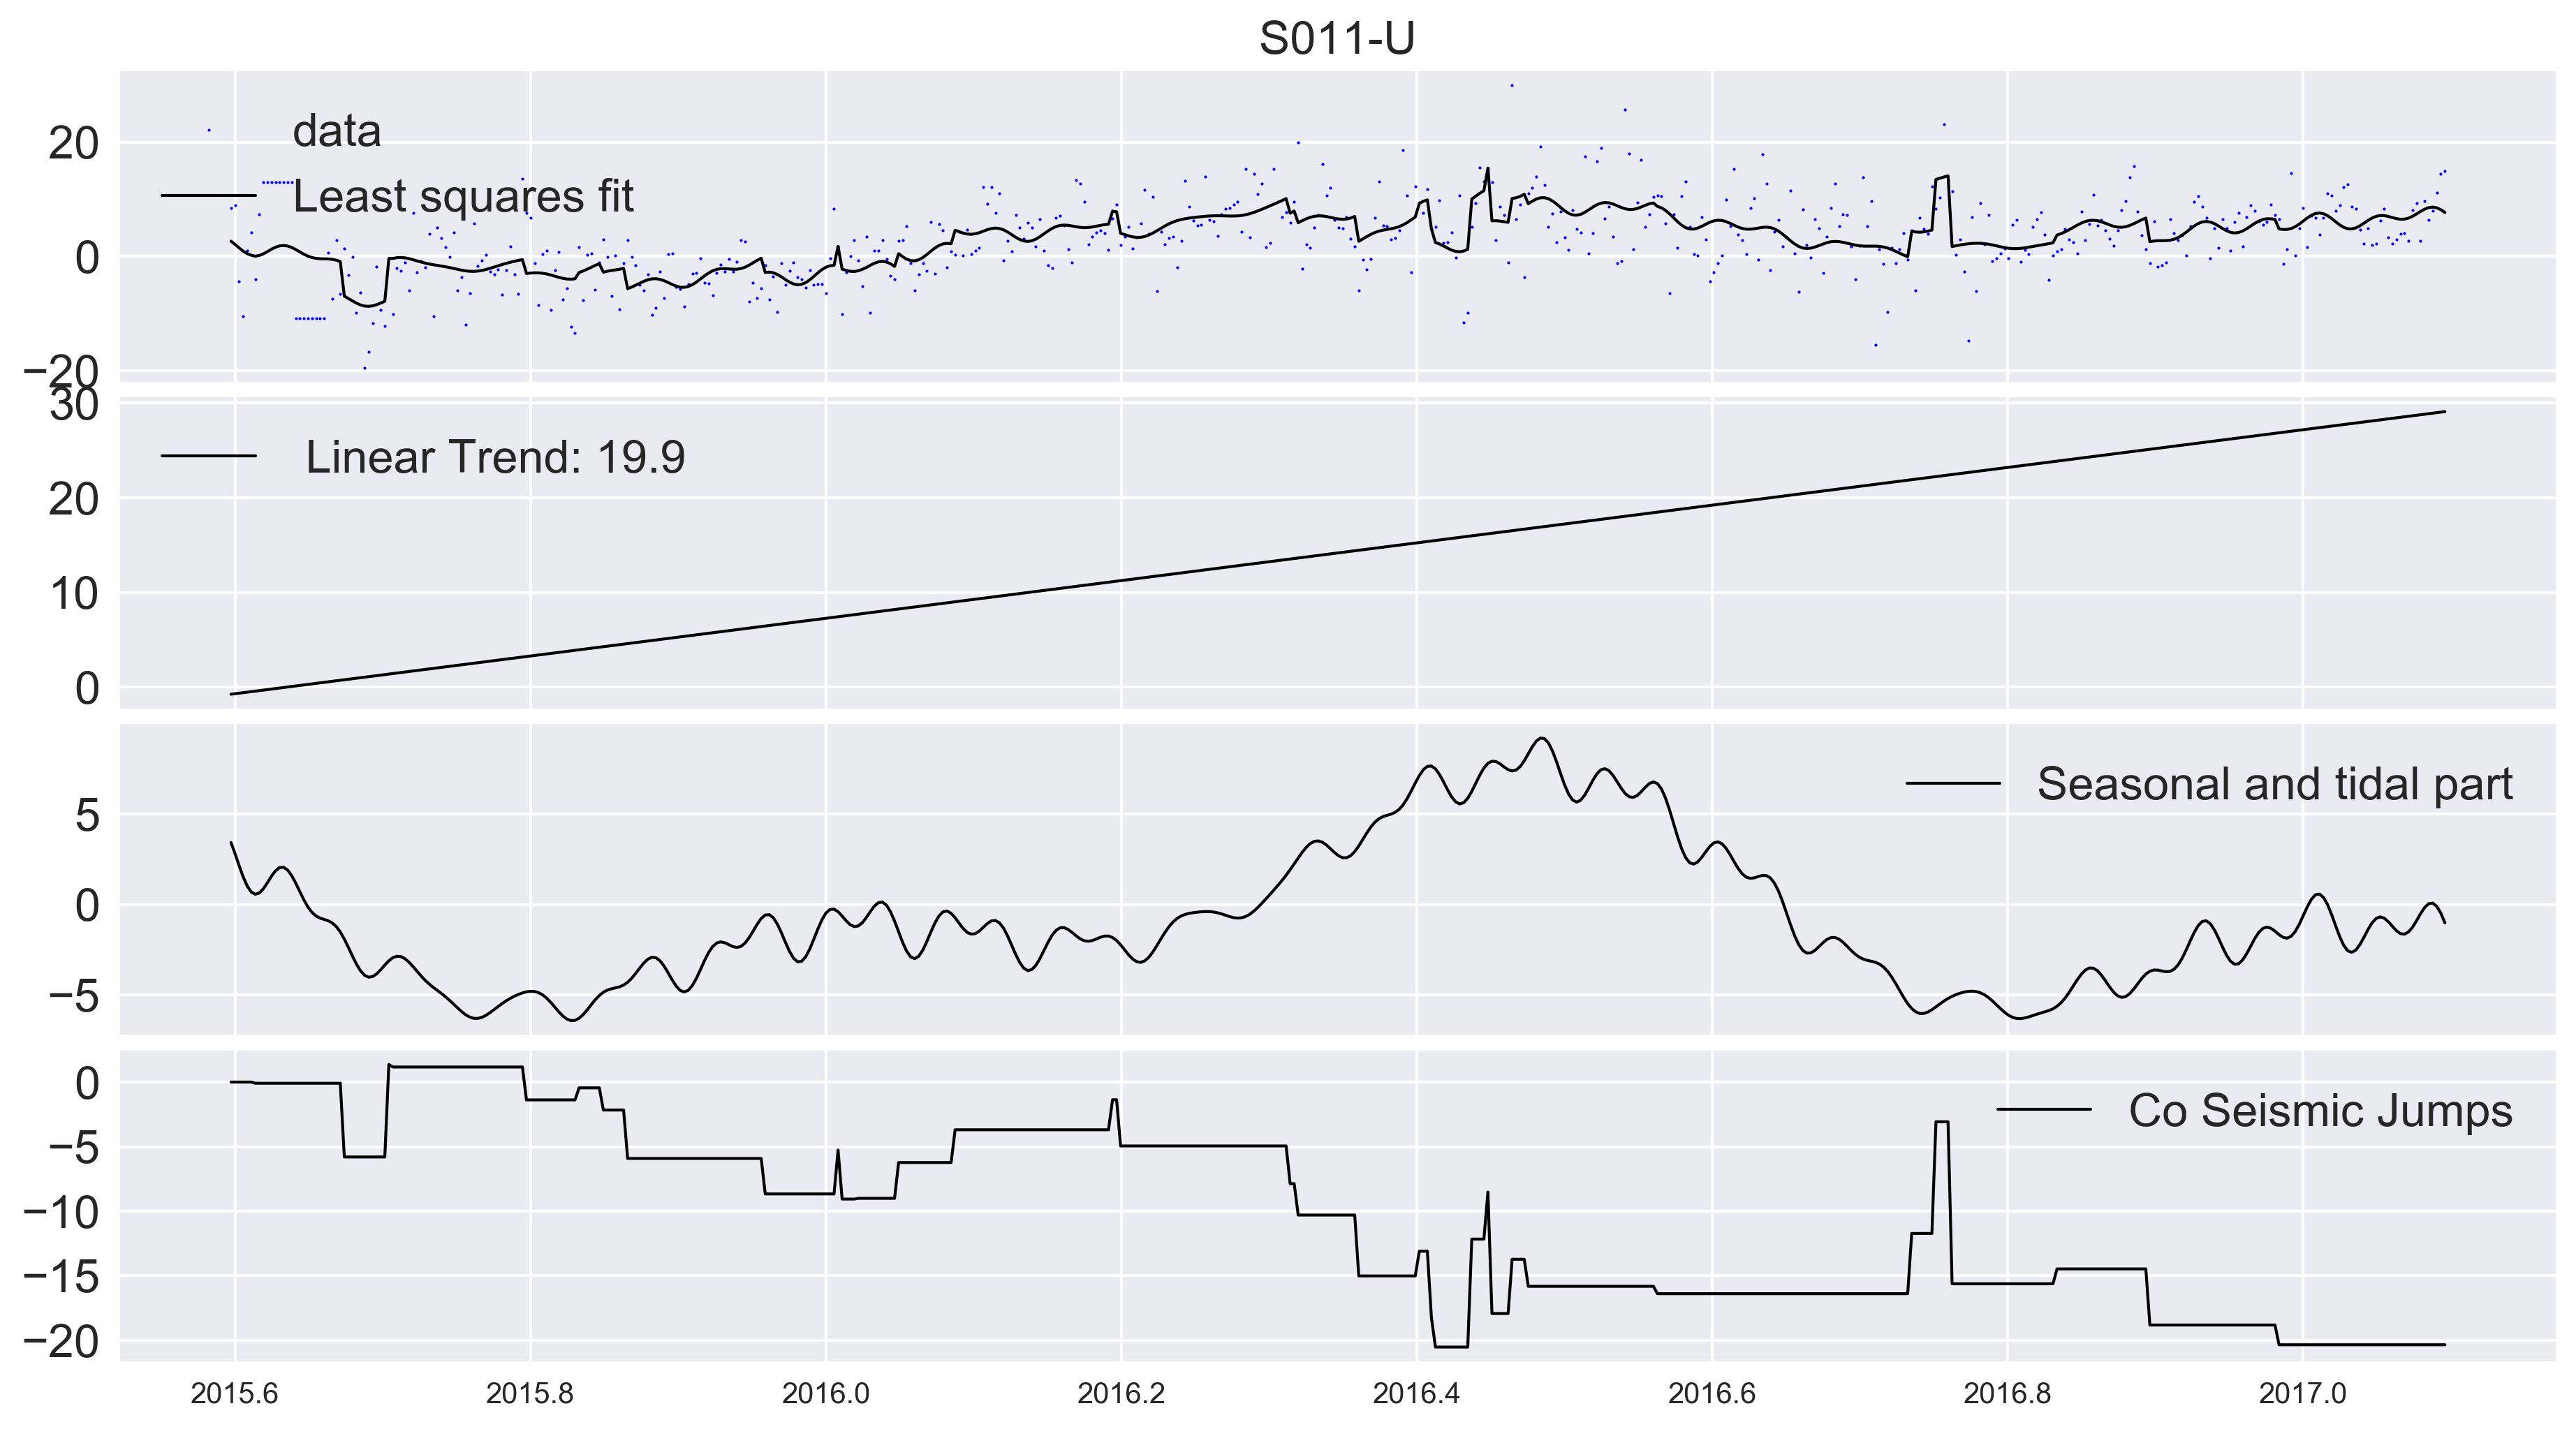 S011-U
data
Least squares fit
20
0
−20
Linear Trend: 19.9
30
20
10
0
Seasonal and tidal part
5
0
−5
Co Seismic Jumps
0
−5
−10
−15
−20
2015.6 2015.8 2016.0 2016.2 2016.4 2016.6 2016.8 2017.0